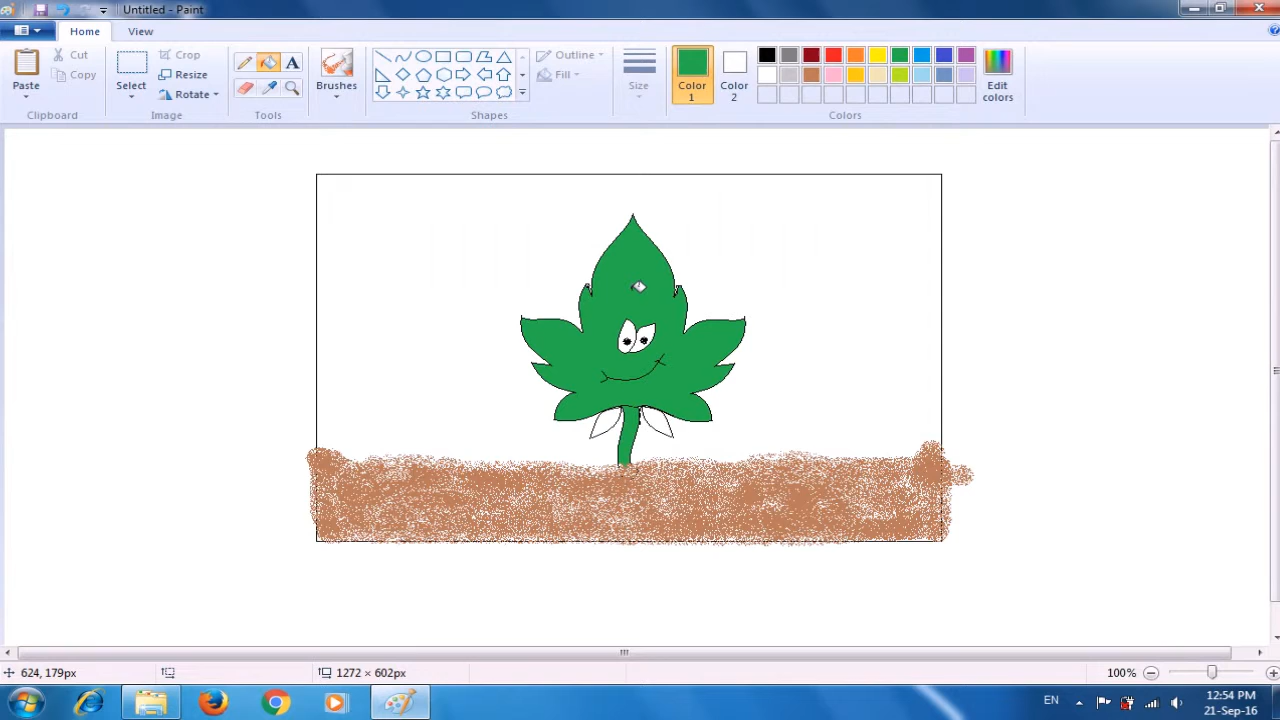 Untitled - Paint
Home View
Paste
Cut
Copy
Clipboard
Select
Crop
Resize
Rotate
Image
A
Tools
Brushes
Outline
Fill
Shapes
Size
Color 1
Color 2
Edit colors
Colors
624, 179px
1272 × 602px
100%
EN
12:54 PM
21-Sep-16